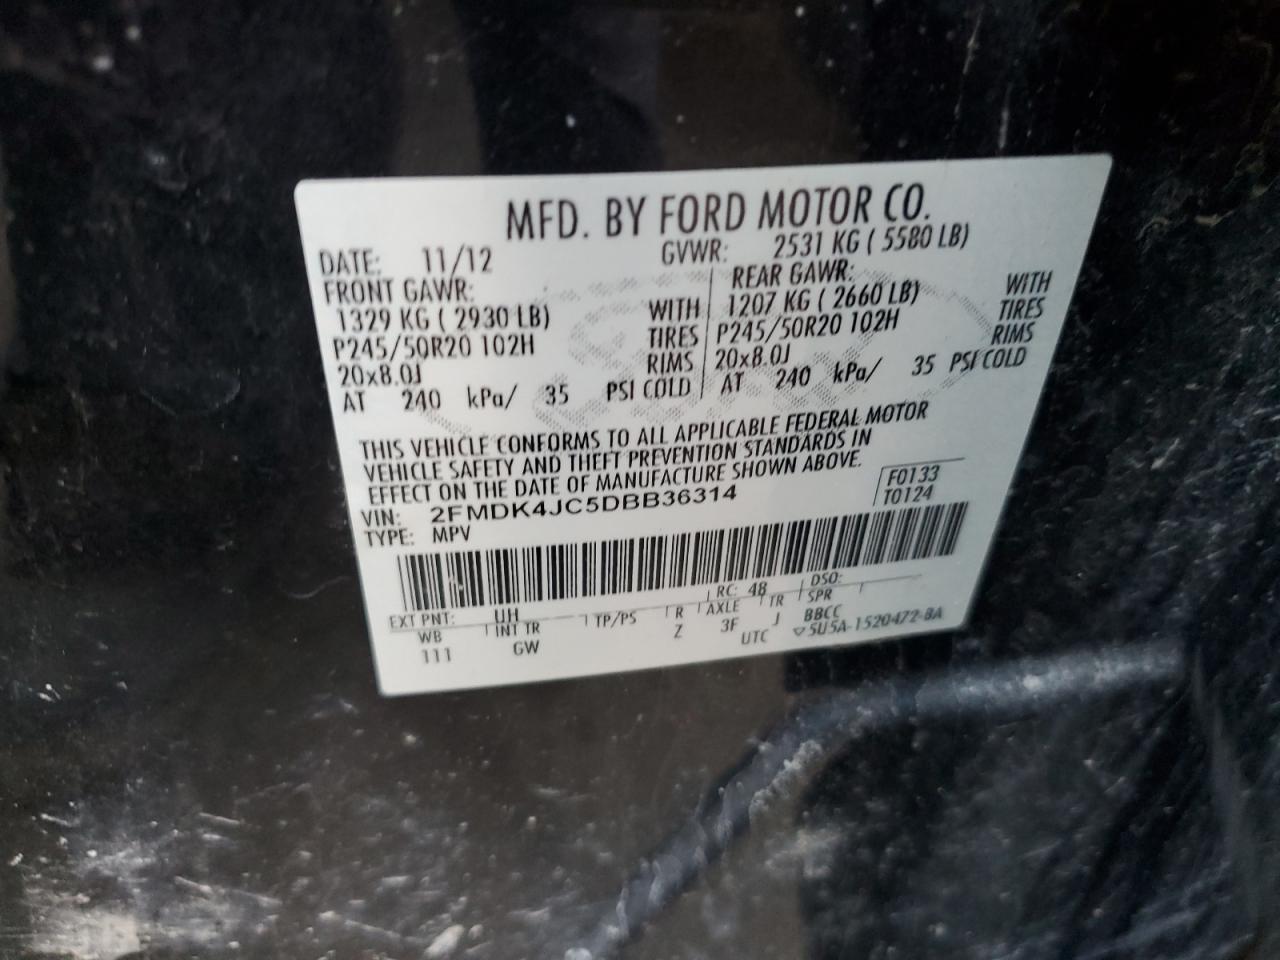 MFD. BY FORD MOTOR CO.
DATE: 11/12 GVWR: 2531 KG ( 5580 LB)
FRONT GAWR: REAR GAWR:
1329 KG ( 2930 LB) WITH 1207 KG ( 2660 LB) WITH
P245/50R20 102H TIRES P245/50R20 102H TIRES
20x8.0J RIMS 20x8.0J RIMS
AT 240 kPa/ 35 PSI COLD AT 240 kPa/ 35 PSI COLD
THIS VEHICLE CONFORMS TO ALL APPLICABLE FEDERAL MOTOR
VEHICLE SAFETY AND THEFT PREVENTION STANDARDS IN
EFFECT ON THE DATE OF MANUFACTURE SHOWN ABOVE.
VIN: 2FMDK4JC5DBB36314 F0133
TYPE: MPV T0124
EXT PNT: UH RC: 48 DSO:
WB INT TR TP/PS R AXLE TR SPR
111 GW Z 3F J BBCC
UTC ▽5U5A-1520472-BA